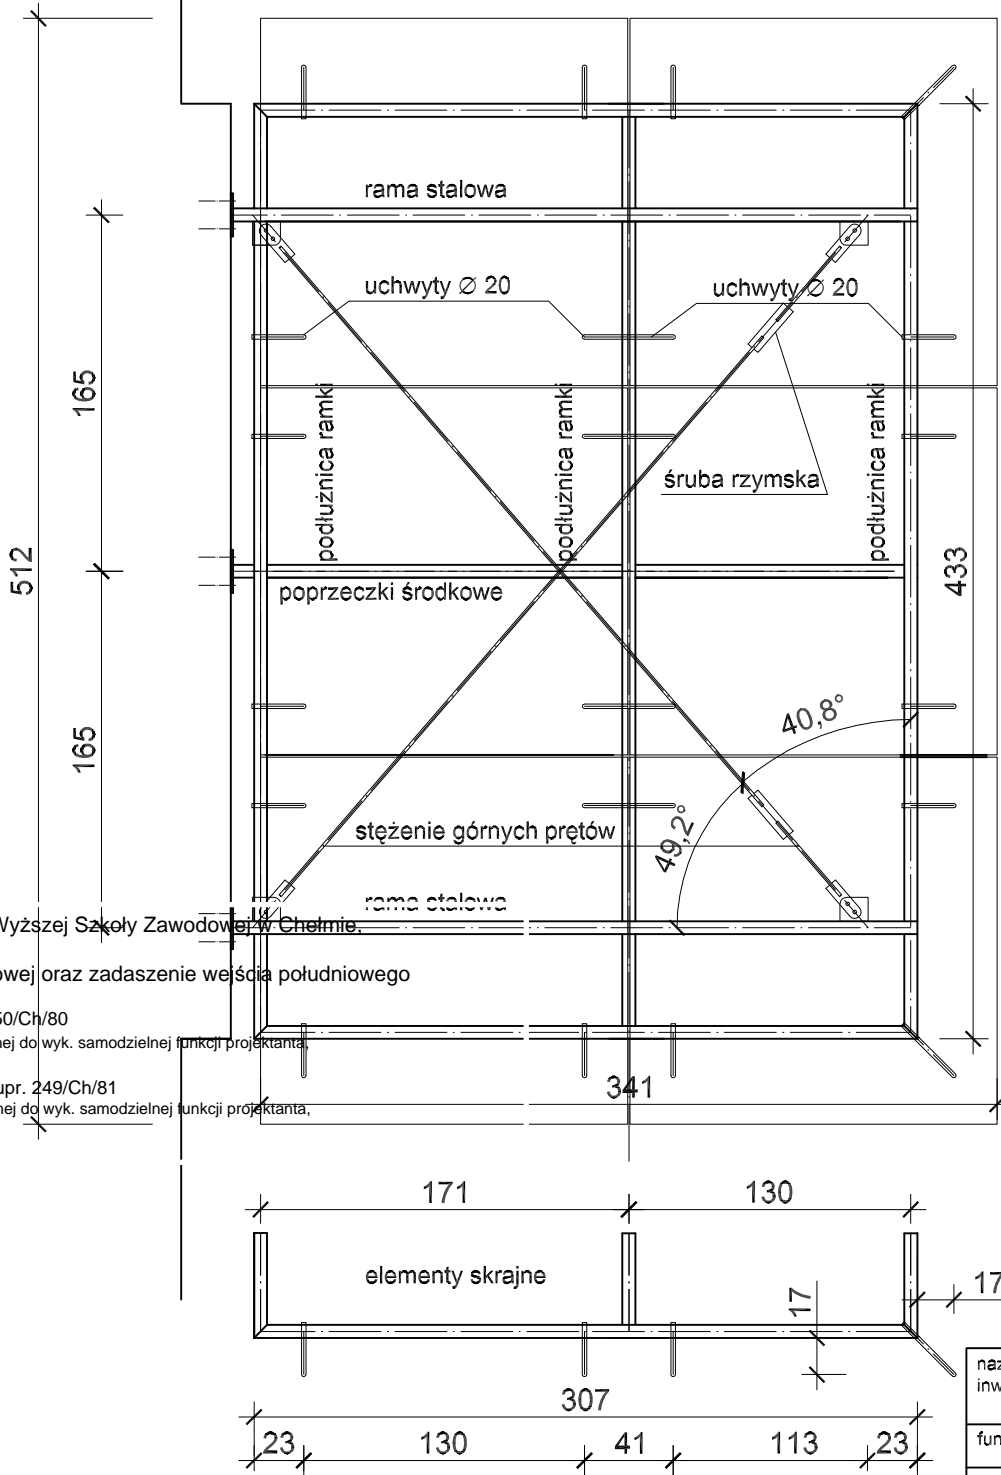 rama stalowa
uchwyty ∅ 20
uchwyty ∅ 20
165
podłużnica ramki
podłużnica ramki
podłużnica ramki
śruba rzymska
512
433
poprzeczki środkowe
165
40,8°
49,2°
stężenie górnych prętów
rama stalowa
Wyższej Szkoły Zawodowej w Chełmie,
owej oraz zadaszenie wejścia południowego
50/Ch/80
nej do wyk. samodzielnej funkcji projektanta,
upr. 249/Ch/81
nej do wyk. samodzielnej funkcji projektanta,
341
171
130
elementy skrajne
17
17
307
23
130
41
113
23
naz
inw
fun